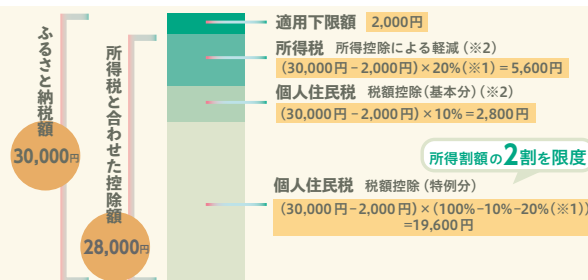 ふるさと納税額
30,000円
所得税と合わせた控除額
28,000円
適用下限額 2,000円
所得税 所得控除による軽減(※2)
(30,000円－2,000円)×20%(※1)＝5,600円
個人住民税 税額控除(基本分)(※2)
(30,000円－2,000円)×10%＝2,800円
所得割額の2割を限度
個人住民税 税額控除(特例分)
(30,000円－2,000円)×(100%－10%－20%(※1))
＝19,600円